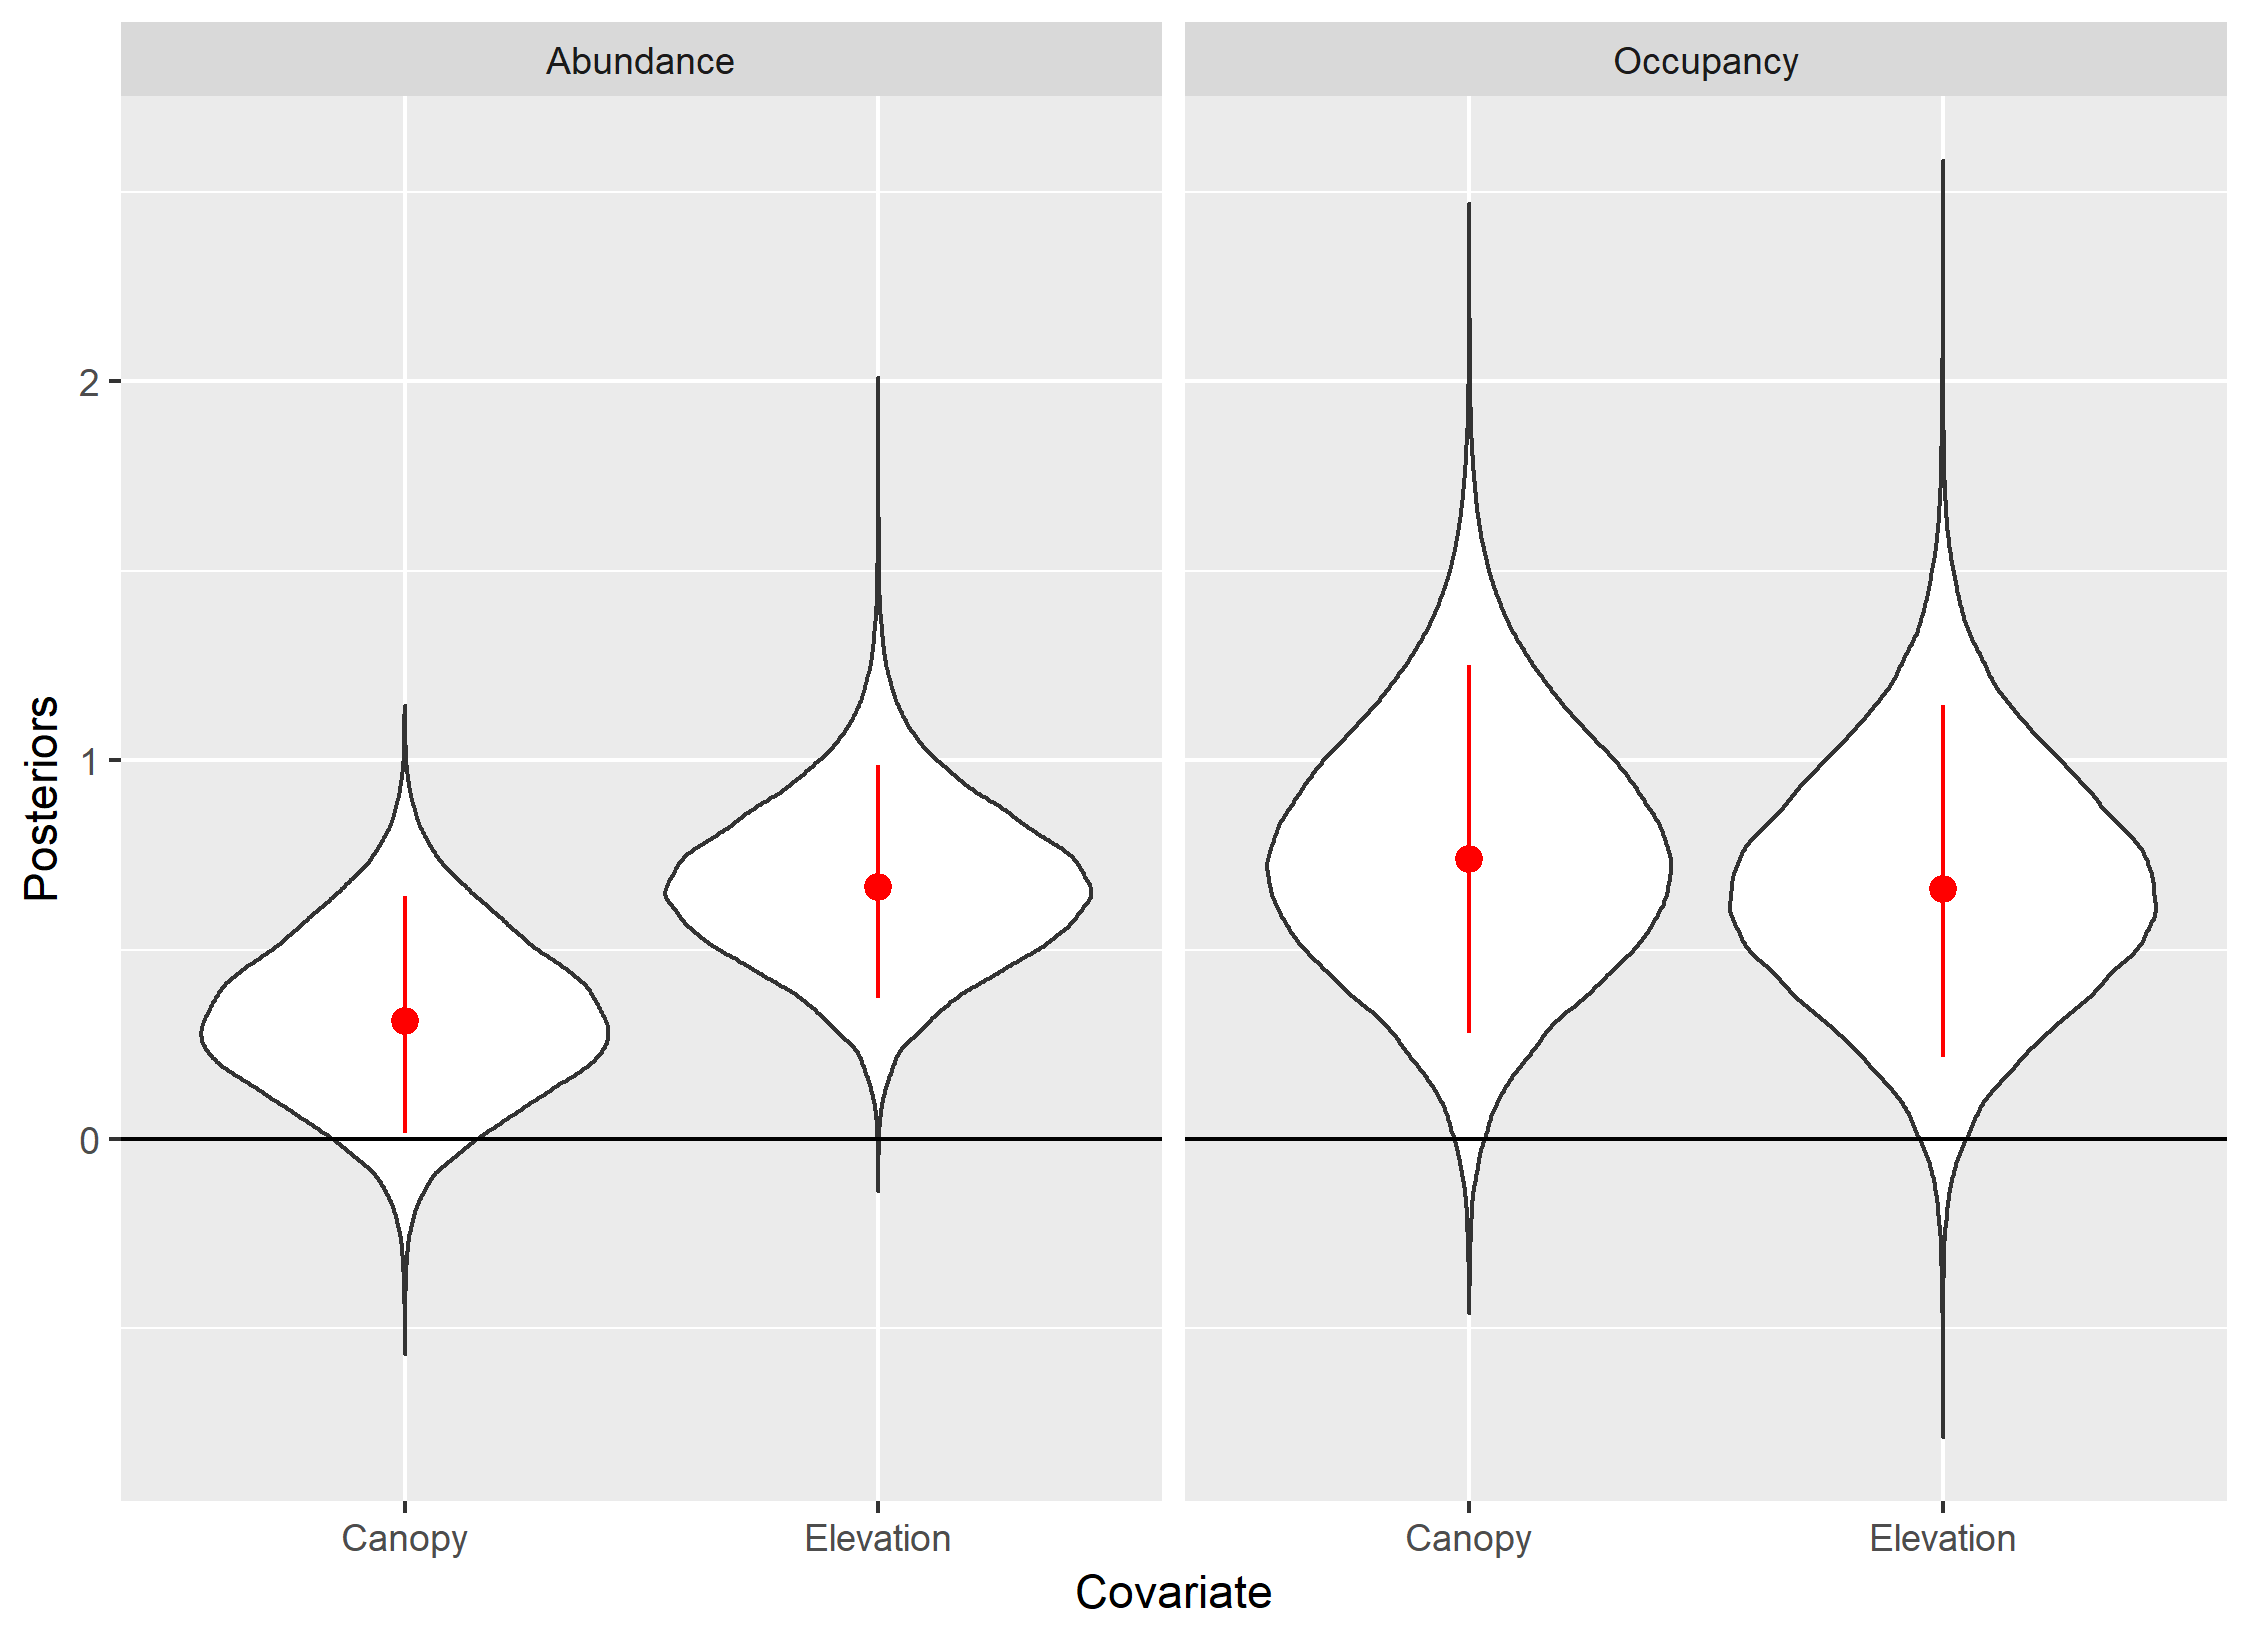 Abundance
Occupancy
Posteriors
2
1
0
Canopy
Elevation
Canopy
Elevation
Covariate